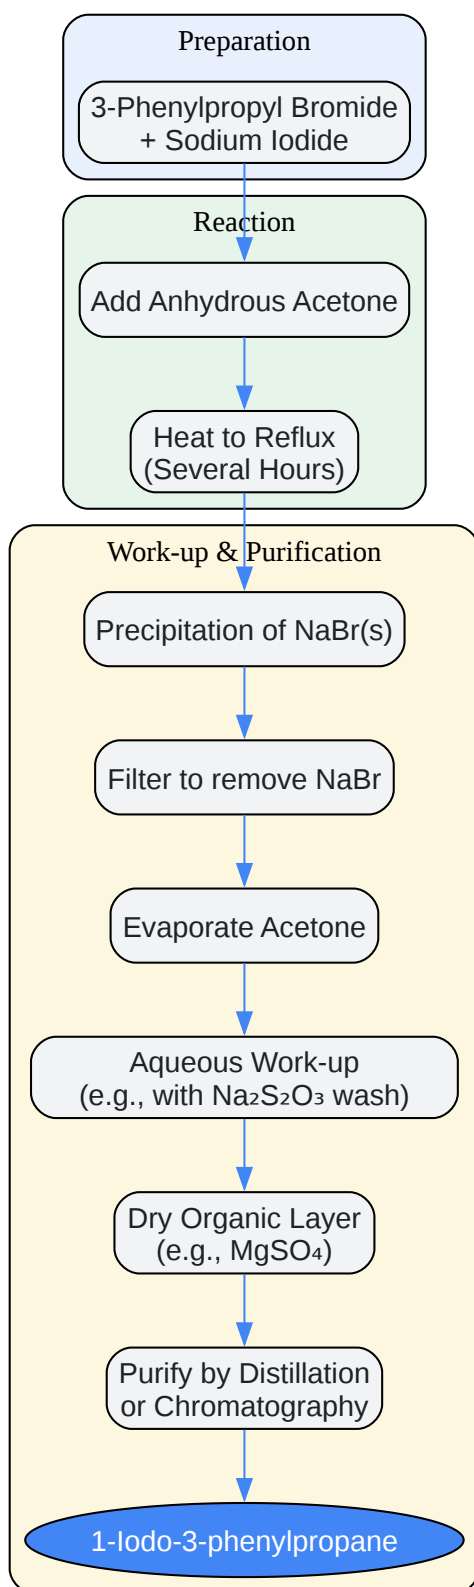 Preparation
3-Phenylpropyl Bromide
+ Sodium Iodide
Reaction
Add Anhydrous Acetone
Heat to Reflux
(Several Hours)
Work-up & Purification
Precipitation of NaBr(s)
Filter to remove NaBr
Evaporate Acetone
Aqueous Work-up
(e.g., with Na₂S₂O₃ wash)
Dry Organic Layer
(e.g., MgSO₄)
Purify by Distillation
or Chromatography
1-Iodo-3-phenylpropane